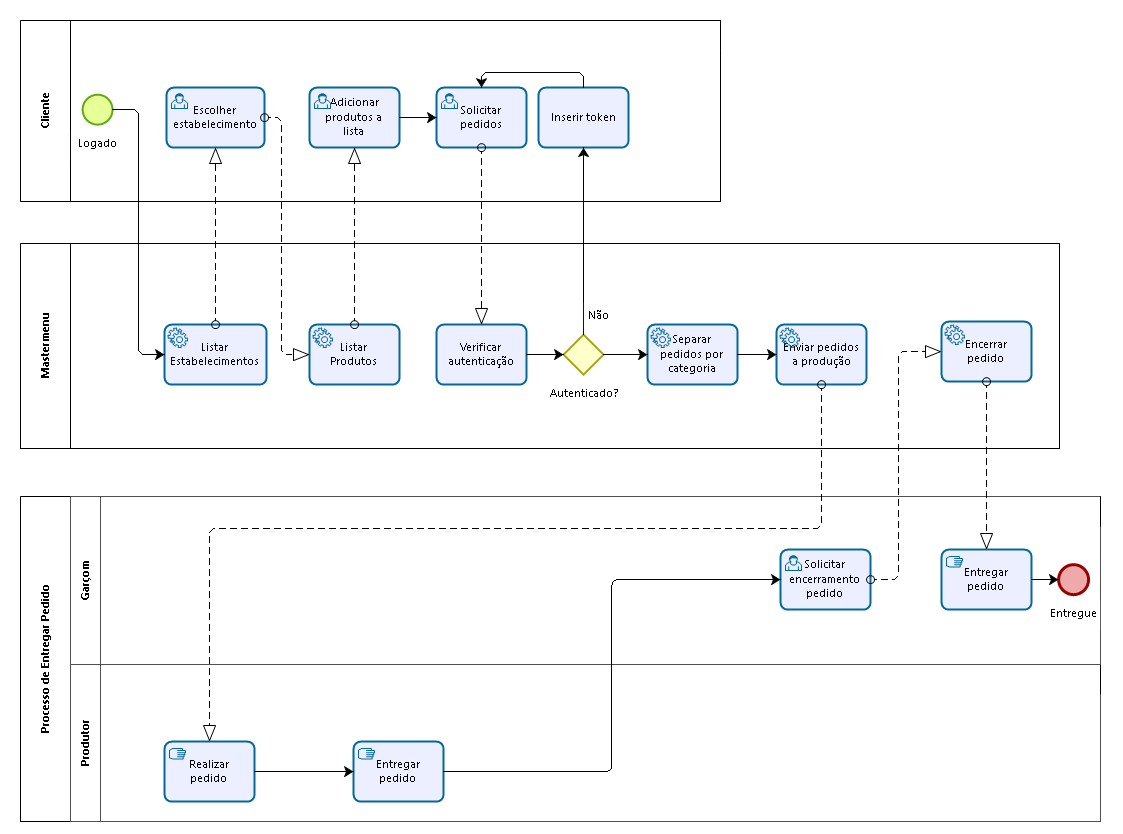 Cliente
Logado
Escolher
estabelecimento
Adicionar
produtos a
lista
Solicitar
pedidos
Inserir token
Mastermenu
Listar
Estabelecimentos
Listar
Produtos
Verificar
autenticação
Não
Autenticado?
Separar
pedidos por
categoria
Enviar pedidos
a produção
Encerrar
pedido
Processo de Entregar Pedido
Garçom
Solicitar
encerramento
pedido
Entregar
pedido
Entregue
Produtor
Realizar
pedido
Entregar
pedido